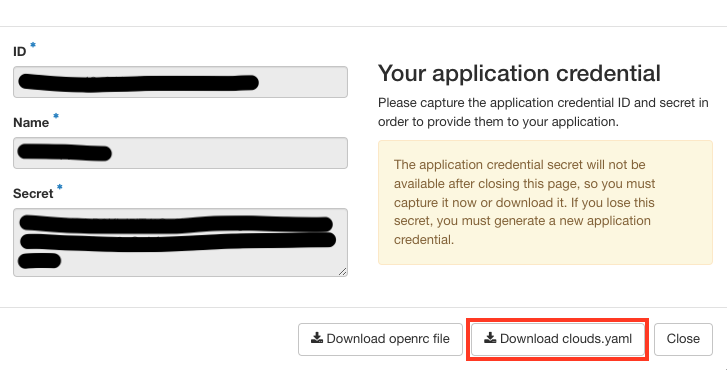 ID *
Name *
Secret *
Your application credential
Please capture the application credential ID and secret in
order to provide them to your application.
The application credential secret will not be
available after closing this page, so you must
capture it now or download it. If you lose this
secret, you must generate a new application
credential.
Download openrc file
Download clouds.yaml
Close